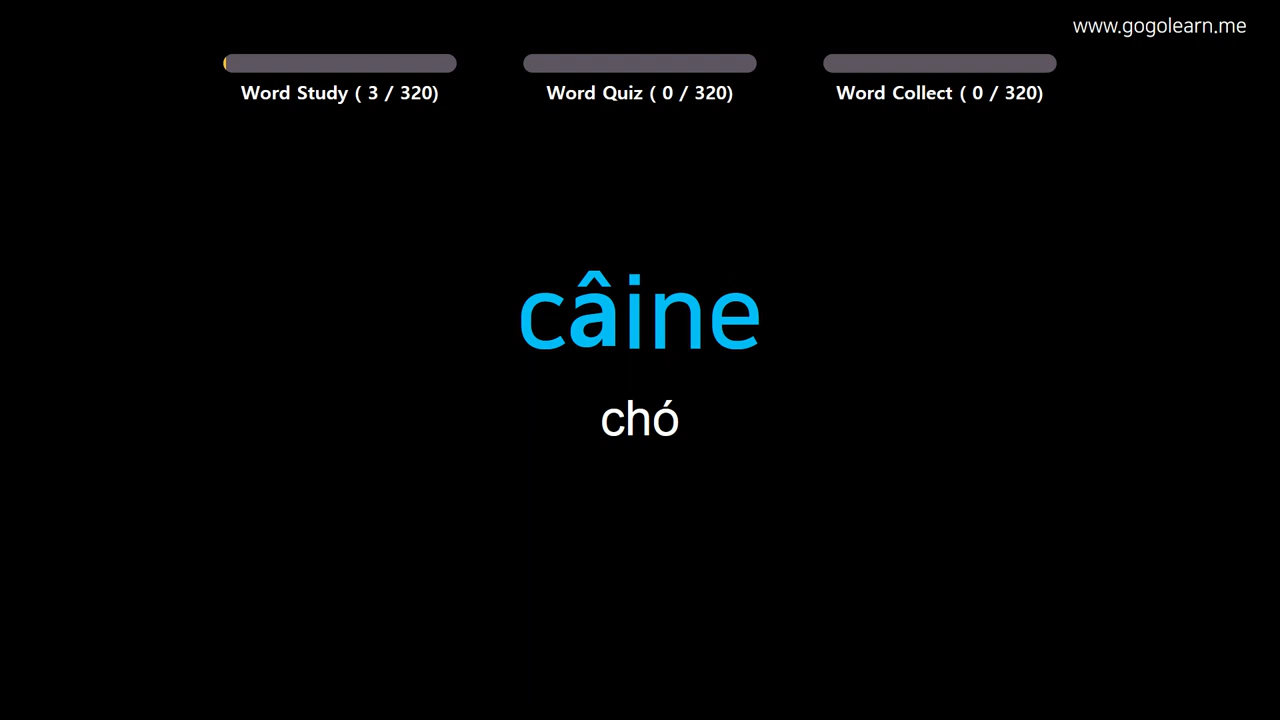 www.gogolearn.me
Word Study ( 3 / 320)
Word Quiz ( 0 / 320)
Word Collect ( 0 / 320)
câine
chó